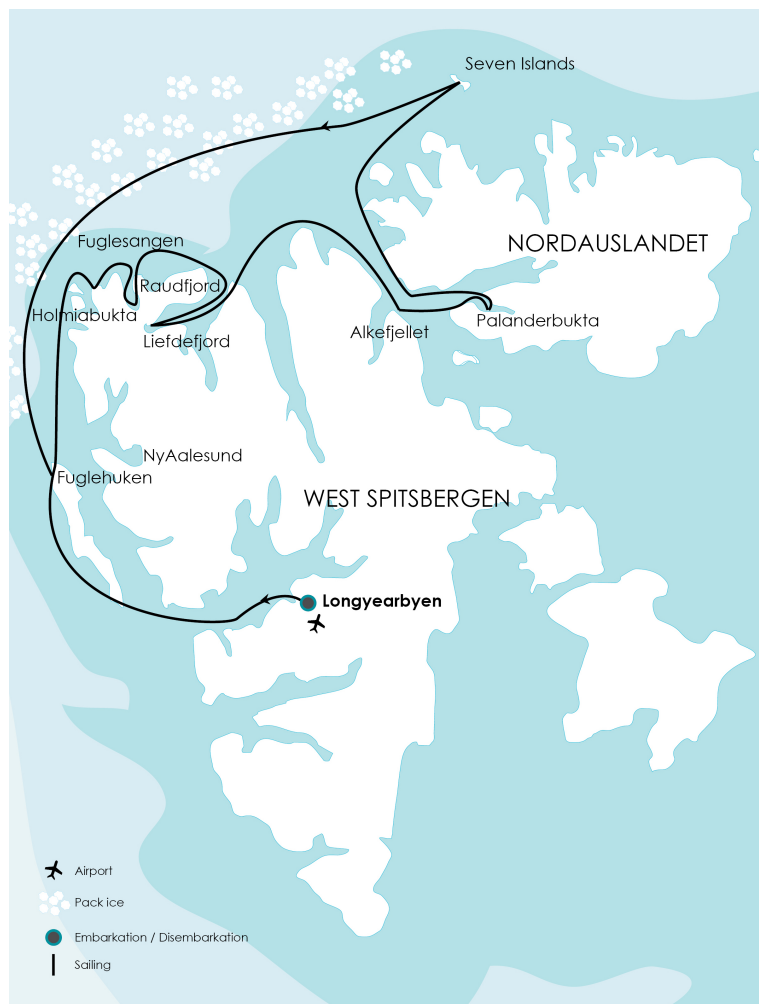 Seven Islands
Fuglesangen
NORDAUSLANDET
Raudfjord
Holmiabukta
Palanderbukta
Alkefjellet
Liefdefjord
NyAalesund
Fuglehuken
WEST SPITSBERGEN
Longyearbyen
Airport
Pack ice
Embarkation / Disembarkation
Sailing